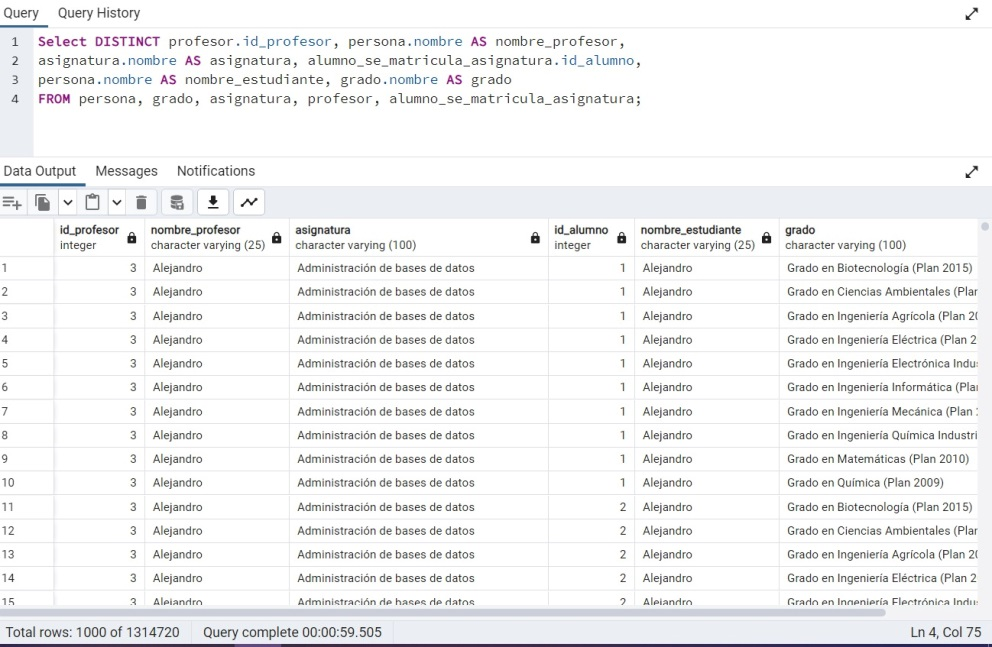 Query Query History
1 Select DISTINCT profesor.id_profesor, persona.nombre AS nombre_profesor,
2 asignatura.nombre AS asignatura, alumno_se_matricula_asignatura.id_alumno,
3 persona.nombre AS nombre_estudiante, grado.nombre AS grado
4 FROM persona, grado, asignatura, profesor, alumno_se_matricula_asignatura;
Data Output Messages Notifications
id_profesor nombre_profesor asignatura id_alumno nombre_estudiante grado
integer character varying (25) character varying (100) integer character varying (25) character varying (100)
1 3 Alejandro Administración de bases de datos 1 Alejandro Grado en Biotecnología (Plan 2015)
2 3 Alejandro Administración de bases de datos 1 Alejandro Grado en Ciencias Ambientales (Plan
3 3 Alejandro Administración de bases de datos 1 Alejandro Grado en Ingeniería Agrícola (Plan 20
4 3 Alejandro Administración de bases de datos 1 Alejandro Grado en Ingeniería Eléctrica (Plan 2
5 3 Alejandro Administración de bases de datos 1 Alejandro Grado en Ingeniería Electrónica Indus
6 3 Alejandro Administración de bases de datos 1 Alejandro Grado en Ingeniería Informática (Plan
7 3 Alejandro Administración de bases de datos 1 Alejandro Grado en Ingeniería Mecánica (Plan
8 3 Alejandro Administración de bases de datos 1 Alejandro Grado en Ingeniería Química Industri
9 3 Alejandro Administración de bases de datos 1 Alejandro Grado en Matemáticas (Plan 2010)
10 3 Alejandro Administración de bases de datos 1 Alejandro Grado en Química (Plan 2009)
11 3 Alejandro Administración de bases de datos 2 Alejandro Grado en Biotecnología (Plan 2015)
12 3 Alejandro Administración de bases de datos 2 Alejandro Grado en Ciencias Ambientales (Plan
13 3 Alejandro Administración de bases de datos 2 Alejandro Grado en Ingeniería Agrícola (Plan 20
14 3 Alejandro Administración de bases de datos 2 Alejandro Grado en Ingeniería Eléctrica (Plan 2
15 3 Alejandro Administración de bases de datos 2 Alejandro Grado en Ingeniería Electrónica Indus
Total rows: 1000 of 1314720 Query complete 00:00:59.505 Ln 4, Col 75